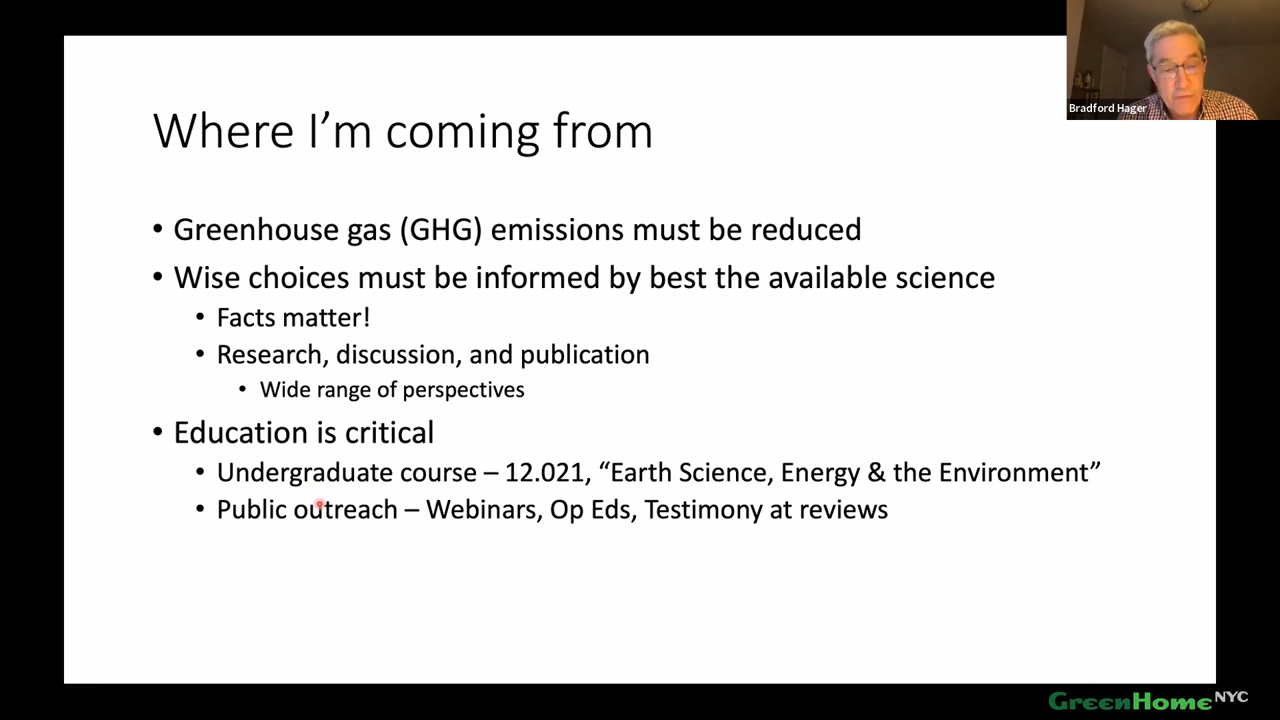 Bradford Hager
Where I’m coming from
• Greenhouse gas (GHG) emissions must be reduced
• Wise choices must be informed by best the available science
• Facts matter!
• Research, discussion, and publication
• Wide range of perspectives
• Education is critical
• Undergraduate course – 12.021, “Earth Science, Energy & the Environment”
• Public outreach – Webinars, Op Eds, Testimony at reviews
GreenHomeNYC